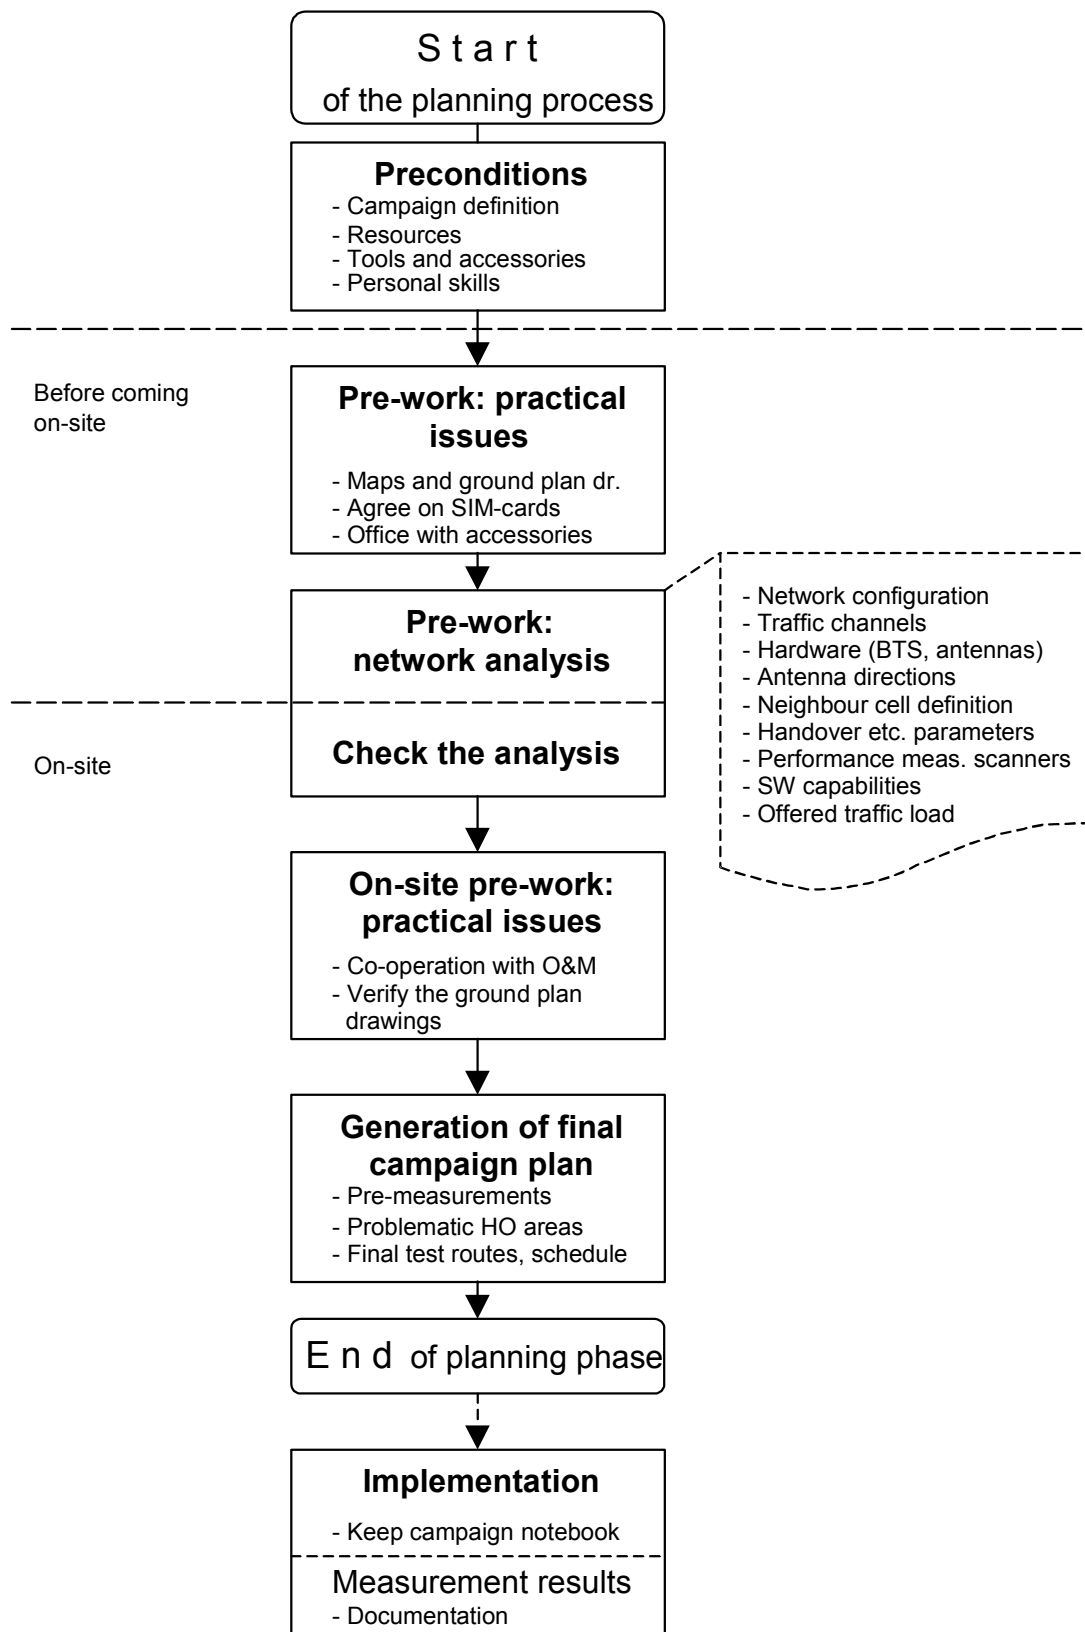 S t a r t
of the planning process
Preconditions
- Campaign definition
- Resources
- Tools and accessories
- Personal skills
Before coming
on-site
Pre-work: practical
issues
- Maps and ground plan dr.
- Agree on SIM-cards
- Office with accessories
Pre-work:
network analysis
- Network configuration
- Traffic channels
- Hardware (BTS, antennas)
- Antenna directions
- Neighbour cell definition
- Handover etc. parameters
- Performance meas. scanners
- SW capabilities
- Offered traffic load
On-site
Check the analysis
On-site pre-work:
practical issues
- Co-operation with O&M
- Verify the ground plan
drawings
Generation of final
campaign plan
- Pre-measurements
- Problematic HO areas
- Final test routes, schedule
E n d of planning phase
Implementation
- Keep campaign notebook
Measurement results
- Documentation